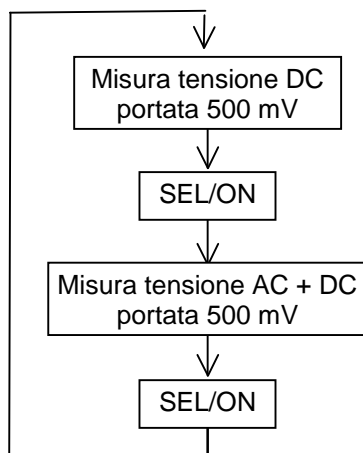 Misura tensione DC
portata 500 mV
SEL/ON
Misura tensione AC + DC
portata 500 mV
SEL/ON